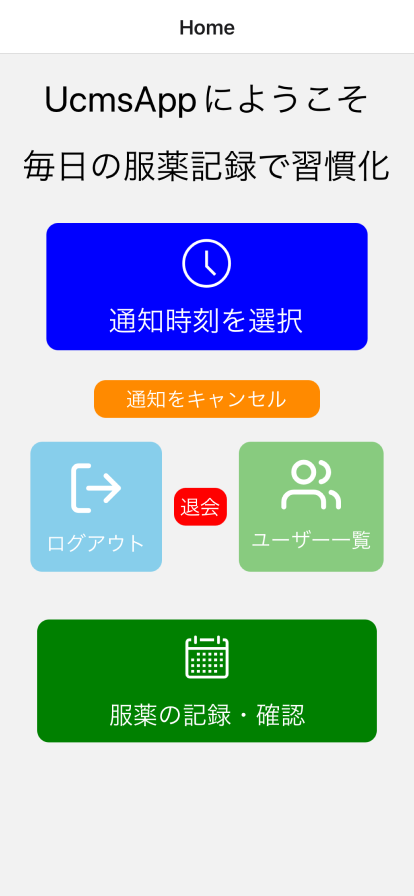 Home
UcmsAppにようこそ
毎日の服薬記録で習慣化
通知時刻を選択
通知をキャンセル
ログアウト
退会
ユーザー一覧
服薬の記録・確認